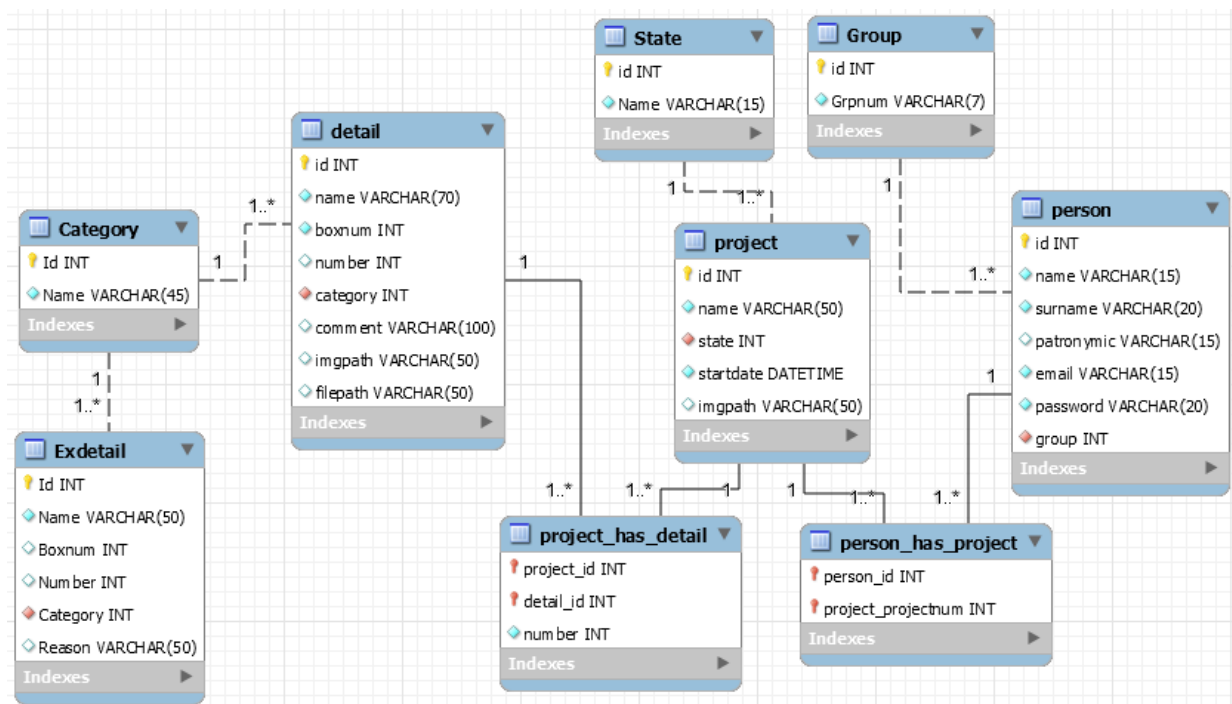 State
id INT
Name VARCHAR(15)
Indexes
1
1..*
Group
id INT
Grpnum VARCHAR(7)
Indexes
1
1..*
detail
id INT
name VARCHAR(70)
boxnum INT
number INT
category INT
comment VARCHAR(100)
imgpath VARCHAR(50)
filepath VARCHAR(50)
Indexes
1..*
1
1
1..*
Category
Id INT
Name VARCHAR(45)
Indexes
1
1..*
project
id INT
name VARCHAR(50)
state INT
startdate DATETIME
imgpath VARCHAR(50)
Indexes
1..*
1
1
1..*
person
id INT
name VARCHAR(15)
surname VARCHAR(20)
patronymic VARCHAR(15)
email VARCHAR(15)
password VARCHAR(20)
group INT
Indexes
1
1..*
Exdetail
Id INT
Name VARCHAR(50)
Boxnum INT
Number INT
Category INT
Reason VARCHAR(50)
Indexes
project_has_detail
project_id INT
detail_id INT
number INT
Indexes
person_has_project
person_id INT
project_projectnum INT
Indexes